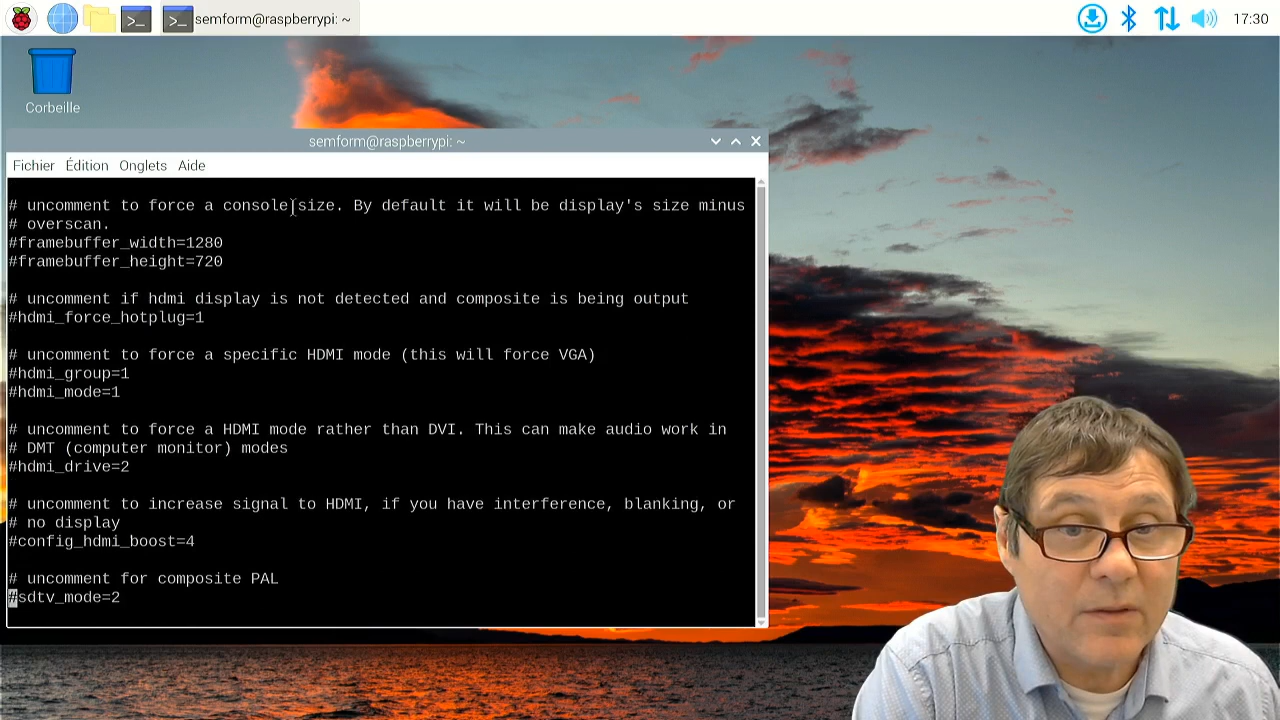 semform@raspberrypi: ~
17:30
Corbeille
semform@raspberrypi: ~
Fichier Édition Onglets Aide
# uncomment to force a console size. By default it will be display's size minus
# overscan.
#framebuffer_width=1280
#framebuffer_height=720
# uncomment if hdmi display is not detected and composite is being output
#hdmi_force_hotplug=1
# uncomment to force a specific HDMI mode (this will force VGA)
#hdmi_group=1
#hdmi_mode=1
# uncomment to force a HDMI mode rather than DVI. This can make audio work in
# DMT (computer monitor) modes
#hdmi_drive=2
# uncomment to increase signal to HDMI, if you have interference, blanking, or
# no display
#config_hdmi_boost=4
# uncomment for composite PAL
#sdtv_mode=2